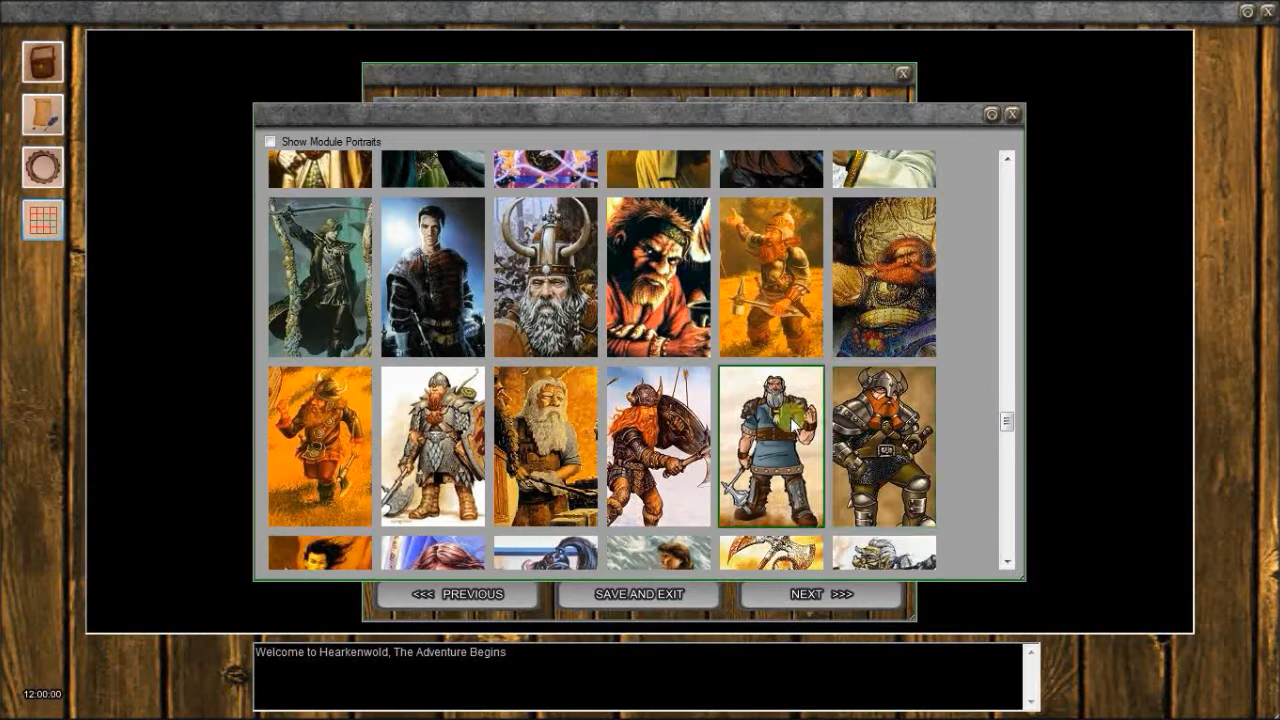 Show Module Portraits
<<< PREVIOUS
SAVE AND EXIT
NEXT >>>
Welcome to Hearkenwold, The Adventure Begins
12:00:00